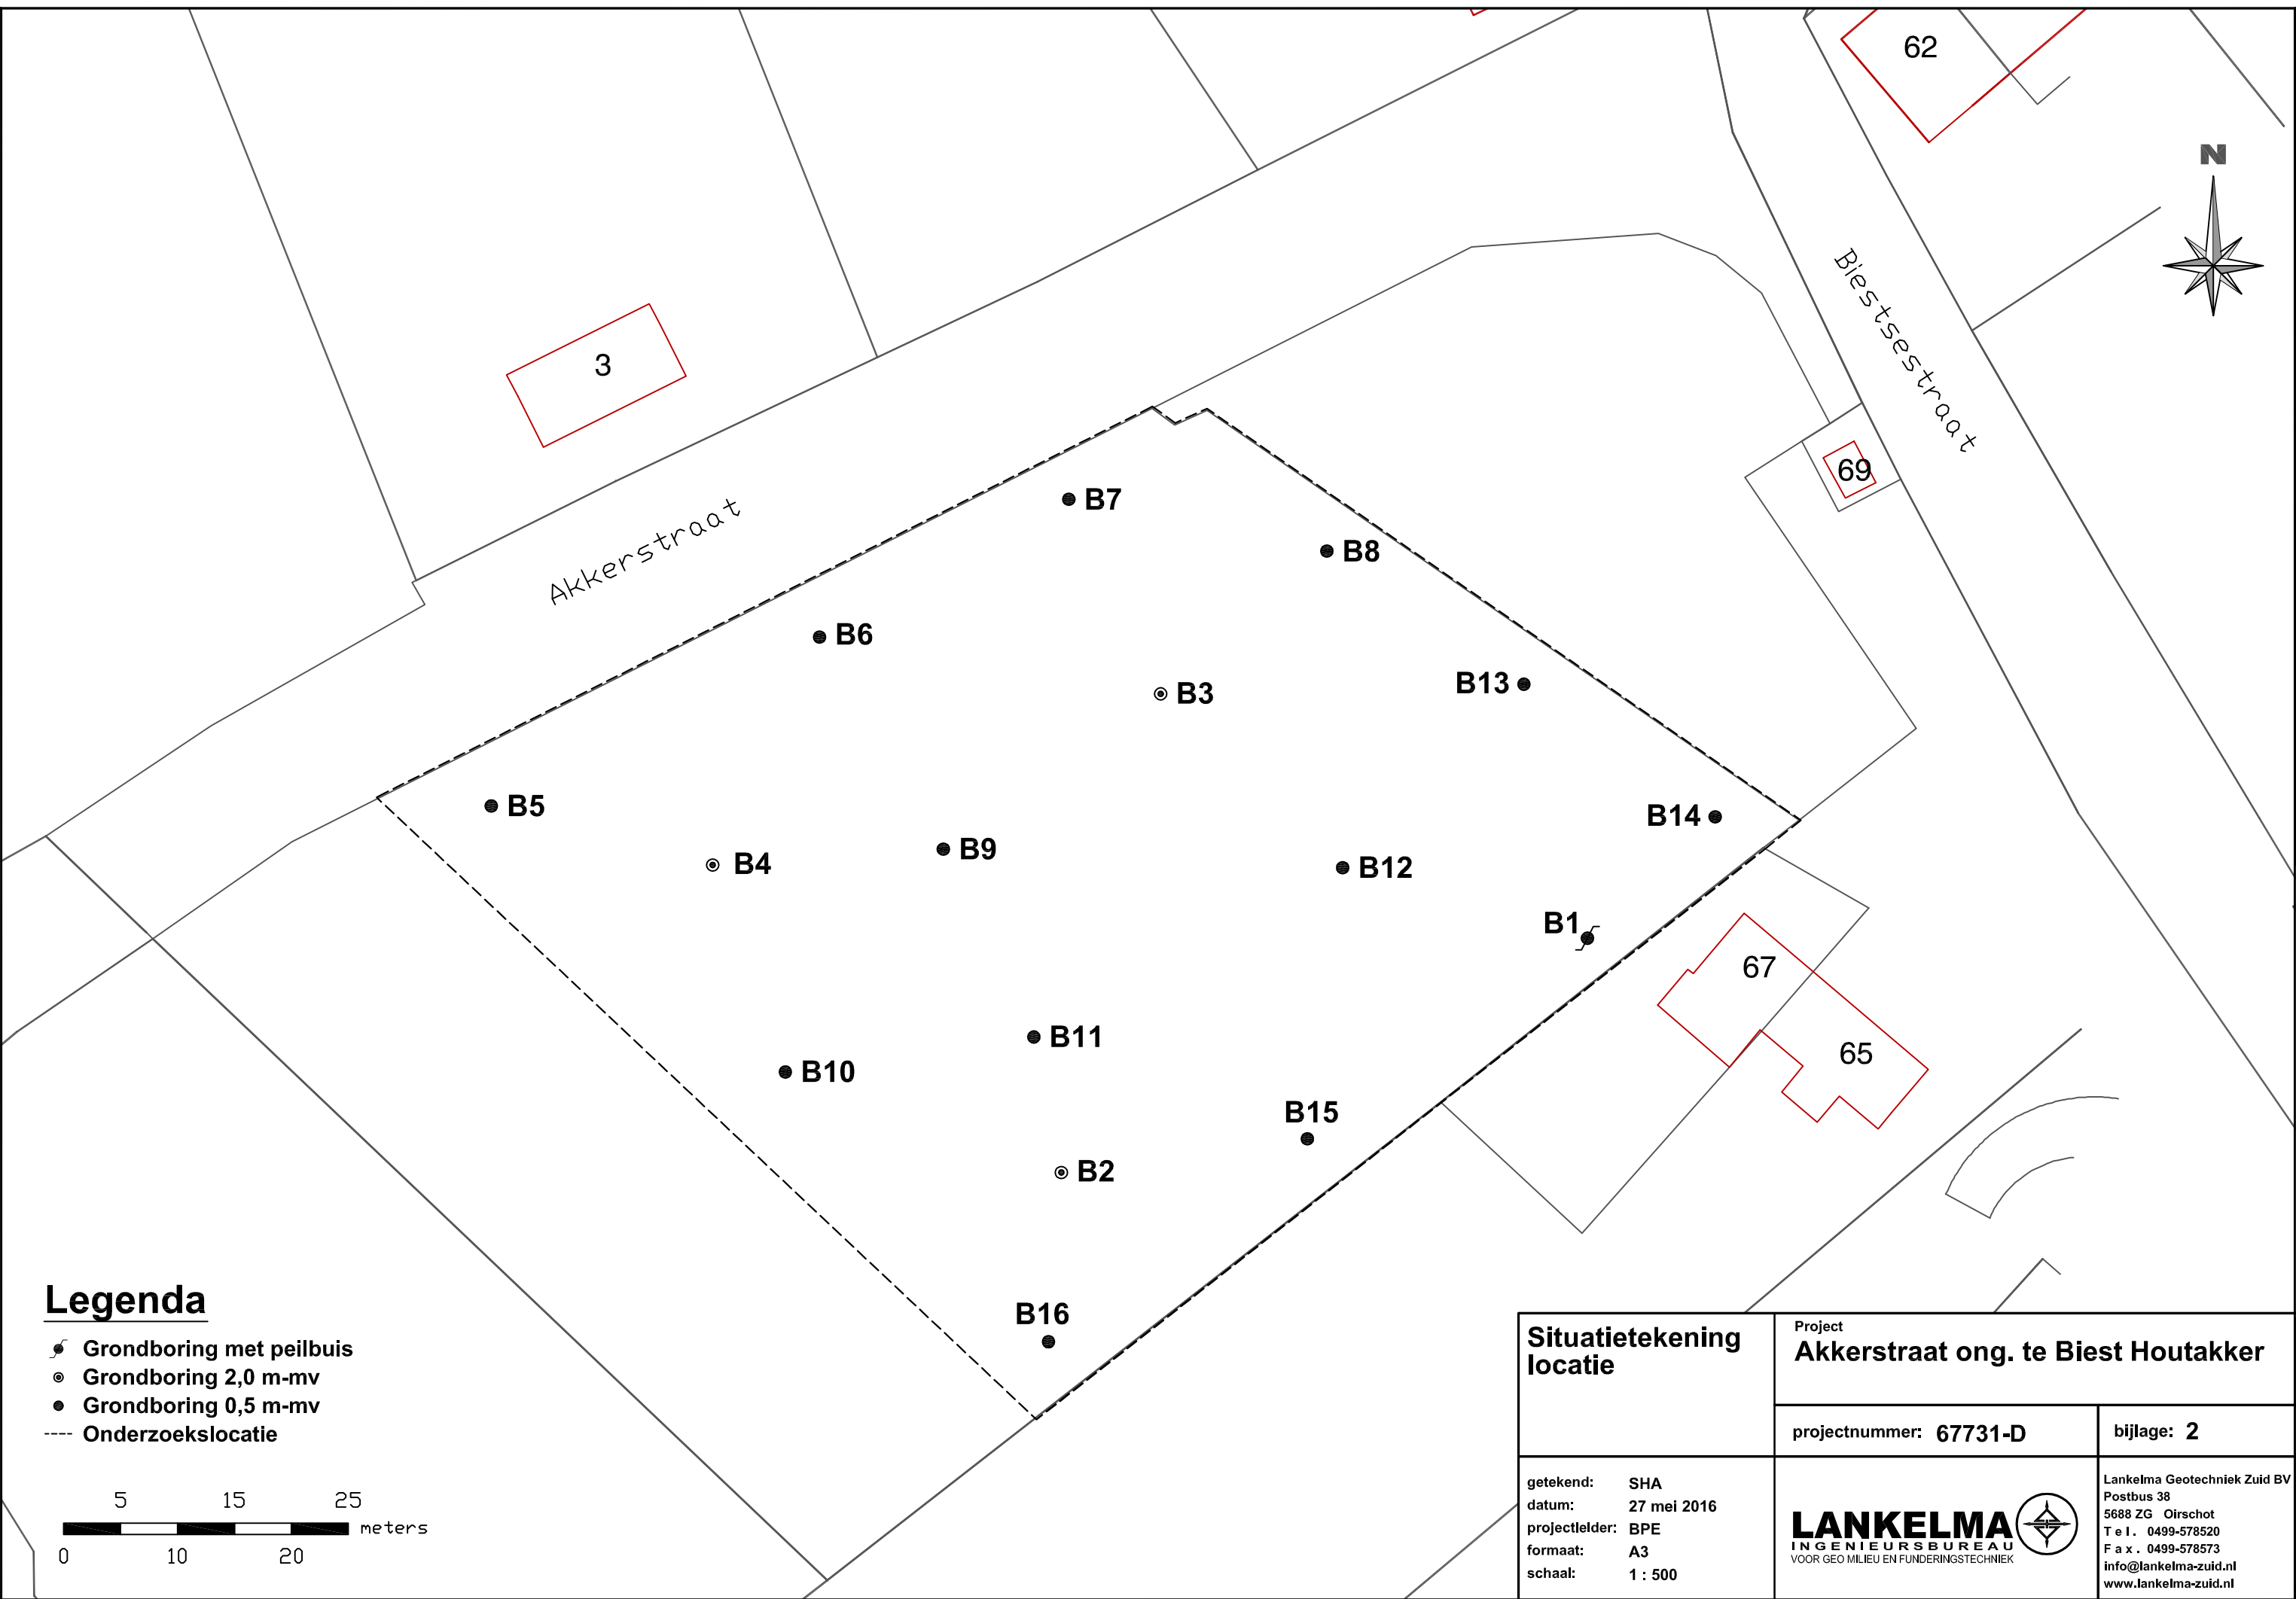 62
N
Biestsestraat
3
69
Akkerstraat
B7
B8
B6
B3
B13
B5
B4
B9
B14
B12
B1
67
65
B11
B10
B15
B2
B16
Legenda
Grondboring met peilbuis
Grondboring 2,0 m-mv
Grondboring 0,5 m-mv
Onderzoekslocatie
5 15 25
meters
0 10 20
Situatietekening
locatie
Project
Akkerstraat ong. te Biest Houtakker
projectnummer: 67731-D
bijlage: 2
getekend: SHA
datum: 27 mei 2016
projectleider: BPE
formaat: A3
schaal: 1 : 500
LANKELMA
INGENIEURSBUREAU
VOOR GEO MILIEU EN FUNDERINGSTECHNIEK
Lankelma Geotechniek Zuid BV
Postbus 38
5688 ZG Oirschot
Tel. 0499-578520
Fax. 0499-578573
info@lankelma-zuid.nl
www.lankelma-zuid.nl